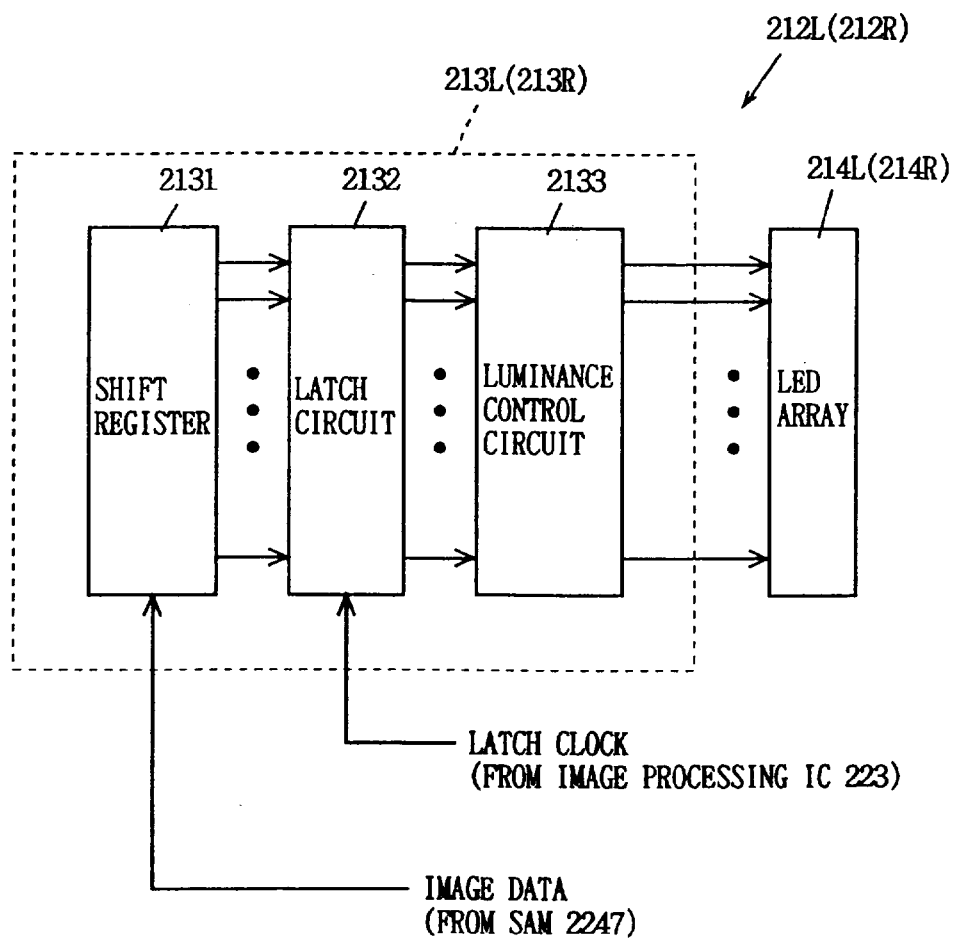 212L(212R)
213L(213R)
2131
2132
2133
214L(214R)
SHIFT
REGISTER
LATCH
CIRCUIT
LUMINANCE
CONTROL
CIRCUIT
LED
ARRAY
LATCH CLOCK
(FROM IMAGE PROCESSING IC 223)
IMAGE DATA
(FROM SAM 2247)